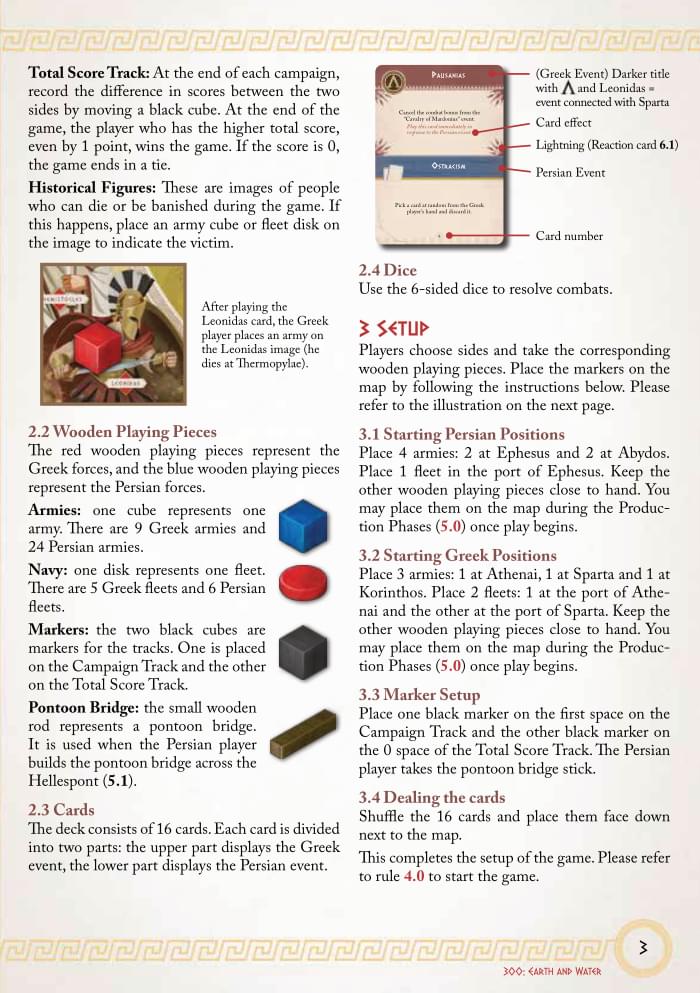 Total Score Track: At the end of each campaign,
record the difference in scores between the two
sides by moving a black cube. At the end of the
game, the player who has the higher total score,
even by 1 point, wins the game. If the score is 0,
the game ends in a tie.
Historical Figures: These are images of people
who can die or be banished during the game. If
this happens, place an army cube or fleet disk on
the image to indicate the victim.
LEONIDAS
After playing the
Leonidas card, the Greek
player places an army on
the Leonidas image (he
dies at Thermopylae).
2.2 Wooden Playing Pieces
The red wooden playing pieces represent the
Greek forces, and the blue wooden playing pieces
represent the Persian forces.
Armies: one cube represents one
army. There are 9 Greek armies and
24 Persian armies.
Navy: one disk represents one fleet.
There are 5 Greek fleets and 6 Persian
fleets.
Markers: the two black cubes are
markers for the tracks. One is placed
on the Campaign Track and the other
on the Total Score Track.
Pontoon Bridge: the small wooden
rod represents a pontoon bridge.
It is used when the Persian player
builds the pontoon bridge across the
Hellespont (5.1).
2.3 Cards
The deck consists of 16 cards. Each card is divided
into two parts: the upper part displays the Greek
event, the lower part displays the Persian event.
Pausanias
Cancel the combat bonus from the
"Cavalry of Mardonius" event.
Play this card immediately in
response to the Persian event.
Ostracism
Pick a card at random from the Greek
player's hand and discard it.
(Greek Event) Darker title
with Λ and Leonidas =
event connected with Sparta
Card effect
Lightning (Reaction card 6.1)
Persian Event
Card number
2.4 Dice
Use the 6-sided dice to resolve combats.
3 SETUP
Players choose sides and take the corresponding
wooden playing pieces. Place the markers on the
map by following the instructions below. Please
refer to the illustration on the next page.
3.1 Starting Persian Positions
Place 4 armies: 2 at Ephesus and 2 at Abydos.
Place 1 fleet in the port of Ephesus. Keep the
other wooden playing pieces close to hand. You
may place them on the map during the Produc-
tion Phases (5.0) once play begins.
3.2 Starting Greek Positions
Place 3 armies: 1 at Athenai, 1 at Sparta and 1 at
Korinthos. Place 2 fleets: 1 at the port of Athe-
nai and the other at the port of Sparta. Keep the
other wooden playing pieces close to hand. You
may place them on the map during the Produc-
tion Phases (5.0) once play begins.
3.3 Marker Setup
Place one black marker on the first space on the
Campaign Track and the other black marker on
the 0 space of the Total Score Track. The Persian
player takes the pontoon bridge stick.
3.4 Dealing the cards
Shuffle the 16 cards and place them face down
next to the map.
This completes the setup of the game. Please refer
to rule 4.0 to start the game.
3
300: EARTH AND WATER